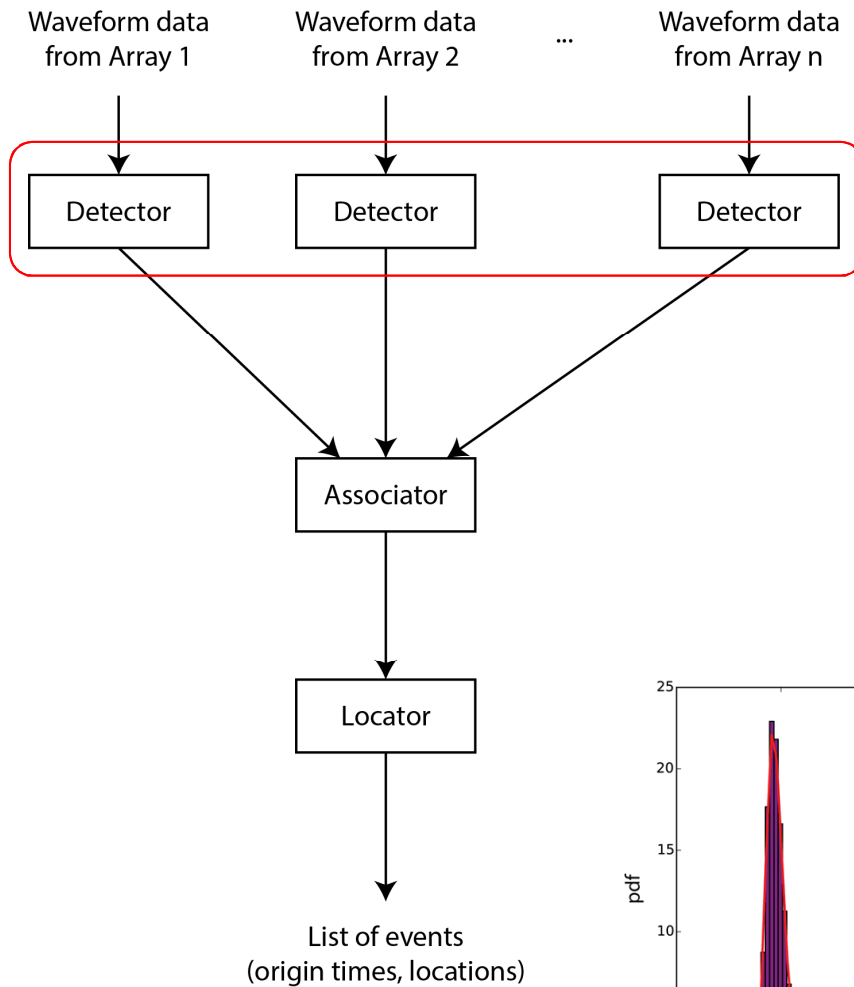 Waveform data
from Array 1
Waveform data
from Array 2
...
Waveform data
from Array n
Detector
Detector
Detector
Associator
Locator
List of events
(origin times, locations)
25
20
15
10
pdf